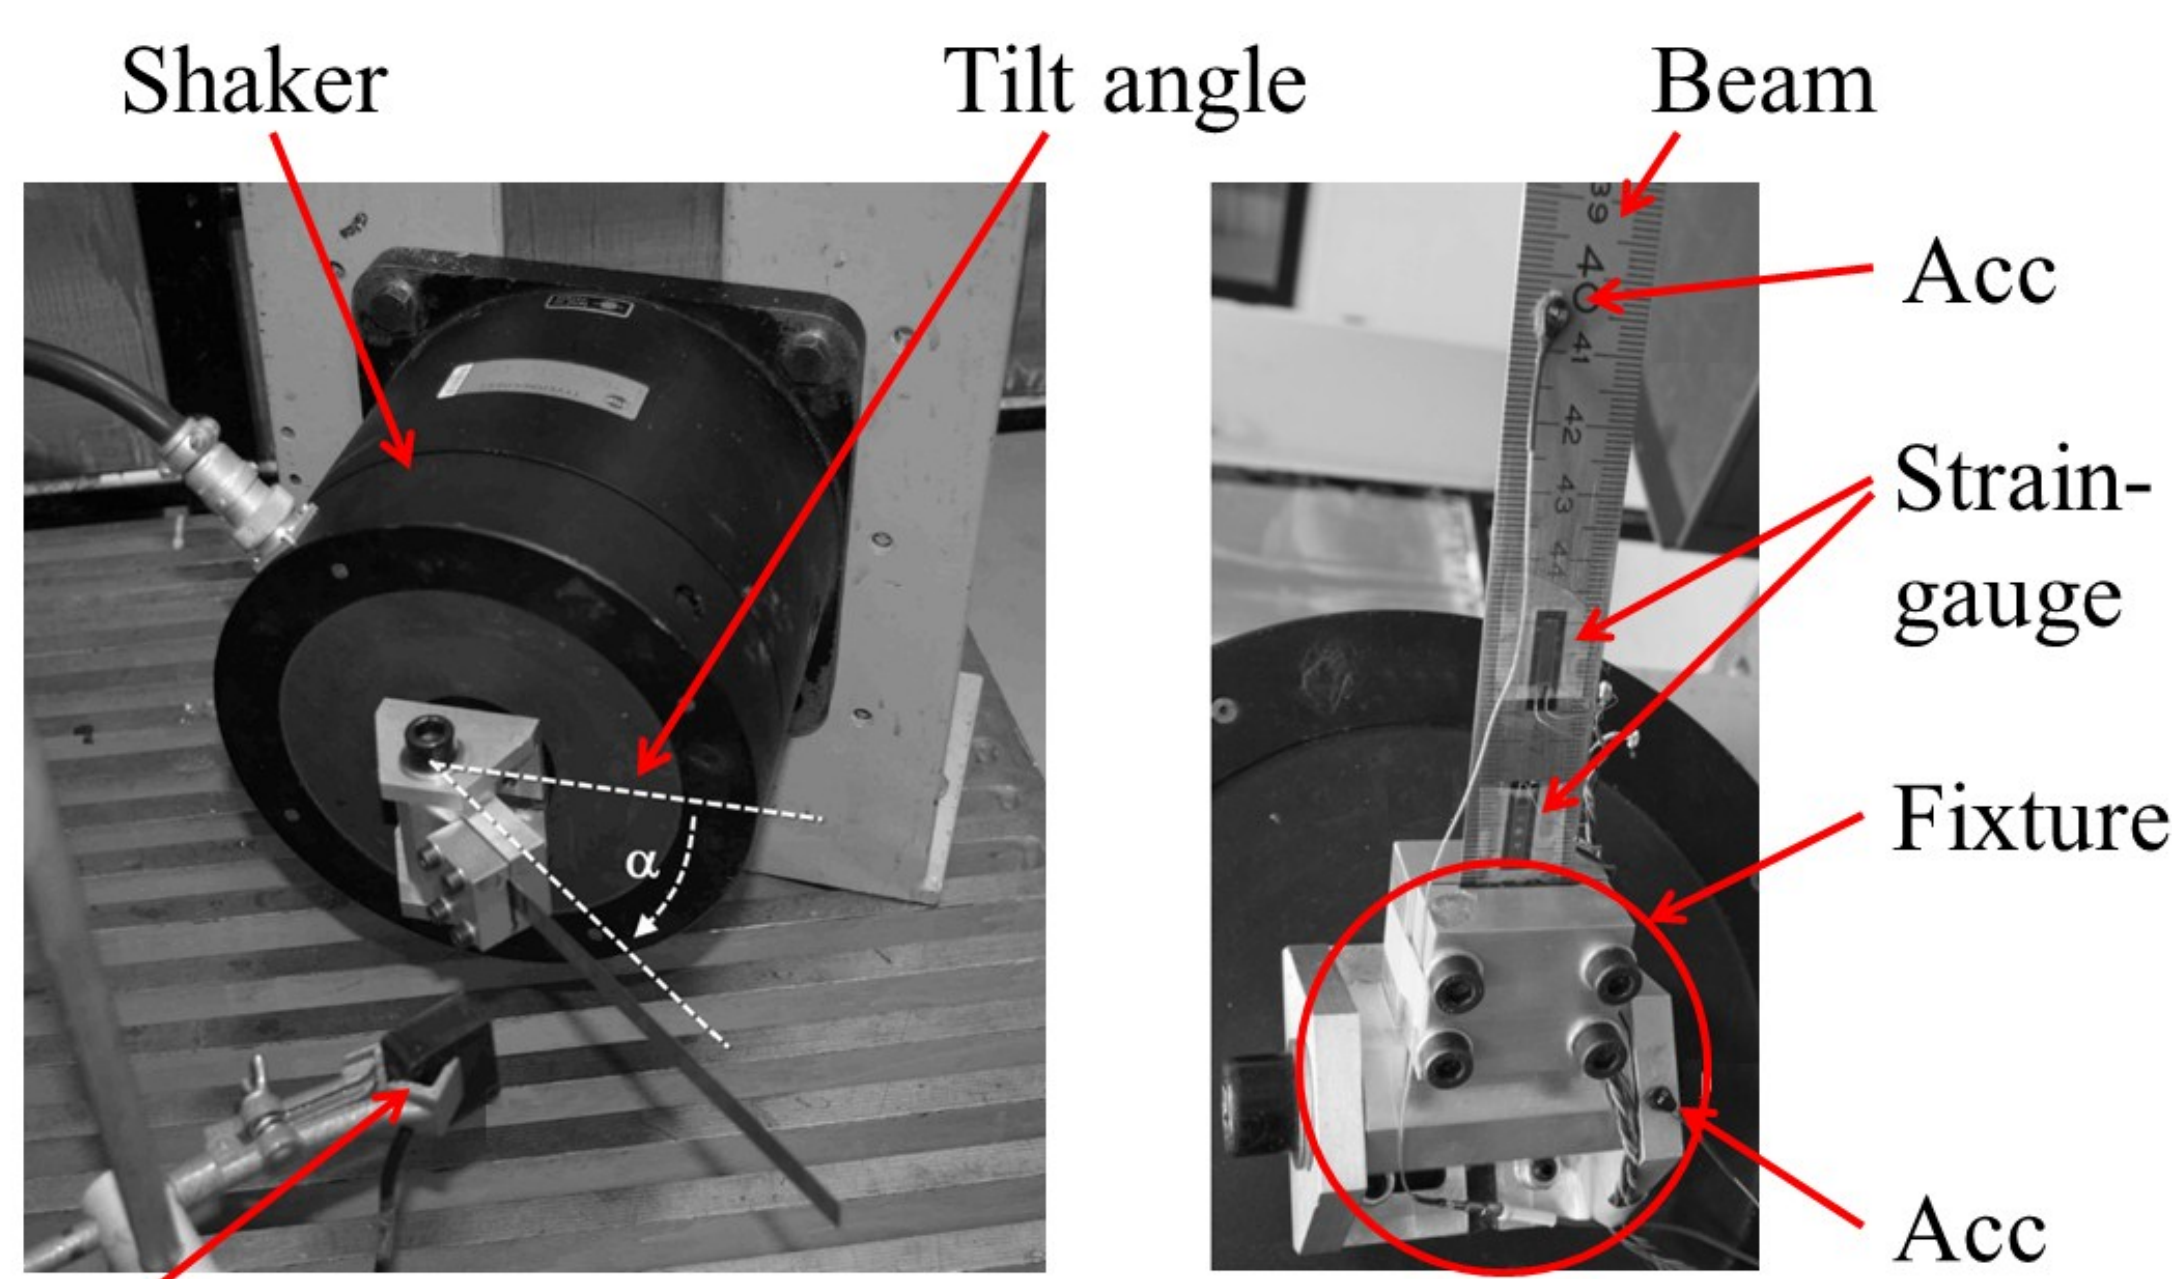 Shaker
Tilt angle
Beam
39
Acc
40
41
42
Strain-
gauge
43
44
Fixture
α
Acc